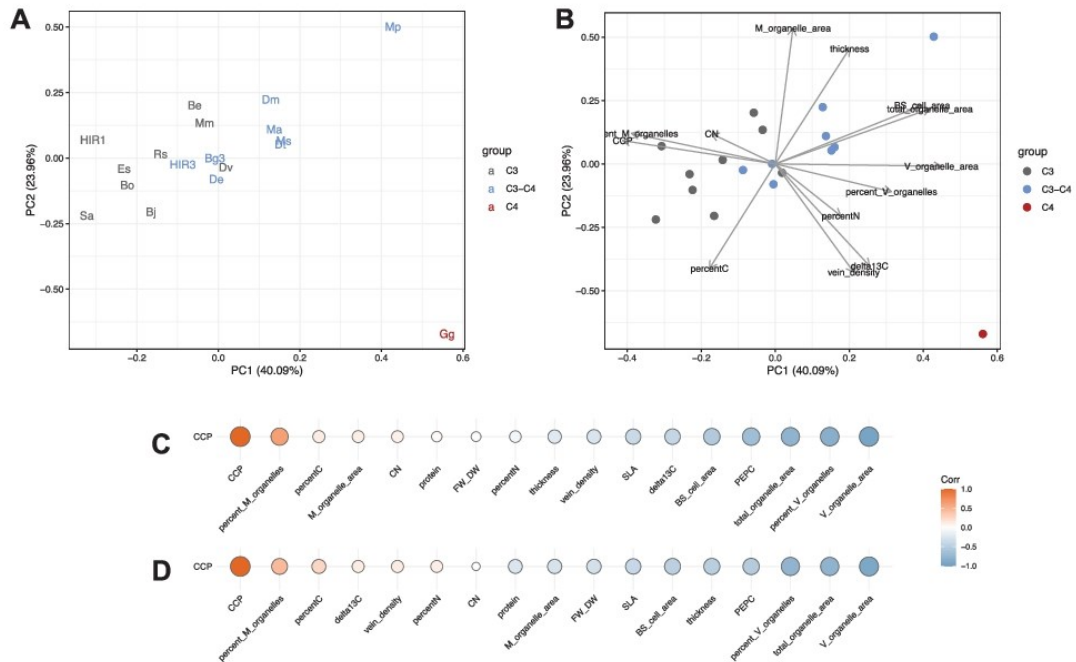 A
B
0.50
0.25
0.00
−0.25
−0.50
PC2 (23.96%)
−0.2
0.0
0.2
0.4
0.6
PC1 (40.09%)
Mp
Be
Mm
Dm
Ma
Ms
HIR1
Rs
HIR3
Bg3
Dv
Es
Bo
De
Sa
Bj
Gg
group
a C3
a C3−C4
a C4
0.50
0.25
0.00
−0.25
−0.50
PC2 (23.96%)
−0.4
−0.2
0.0
0.2
0.4
0.6
PC1 (40.09%)
M_organelle_area
thickness
BS_cell_area
total_organelle_area
ent_M_organelles
CN
CCP
V_organelle_area
percent_V_organelles
percentN
percentC
delta13C
vein_density
group
C3
C3−C4
C4
C
CCP
CCP
percent_M_organelles
percentC
M_organelle_area
CN
protein
FW_DW
percentN
thickness
vein_density
SLA
delta13C
BS_cell_area
PEPC
total_organelle_area
percent_V_organelles
V_organelle_area
Corr
1.0
0.5
0.0
−0.5
−1.0
D
CCP
CCP
percent_M_organelles
percentC
delta13C
vein_density
percentN
CN
protein
M_organelle_area
FW_DW
SLA
BS_cell_area
thickness
PEPC
percent_V_organelles
total_organelle_area
V_organelle_area